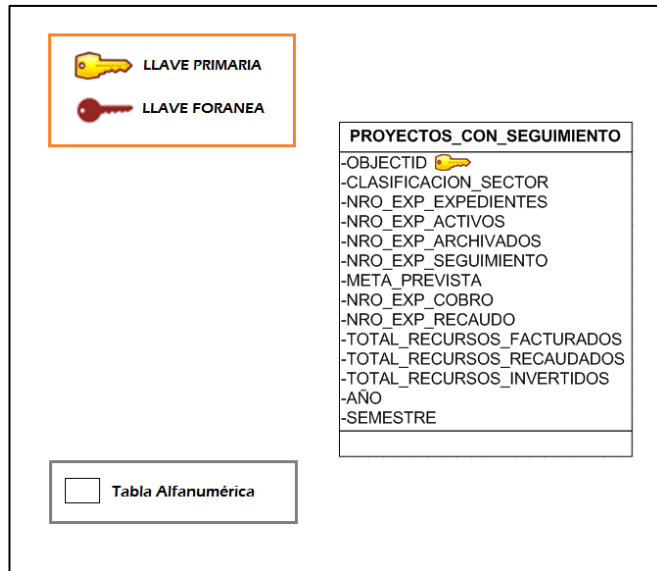 LLAVE PRIMARIA
LLAVE FORANEA
PROYECTOS_CON_SEGUIMIENTO
-OBJECTID
-CLASIFICACION_SECTOR
-NRO_EXP_EXPEDIENTES
-NRO_EXP_ACTIVOS
-NRO_EXP_ARCHIVADOS
-NRO_EXP_SEGUIMIENTO
-META_PREVISTA
-NRO_EXP_COBRO
-NRO_EXP_RECAUDO
-TOTAL_RECURSOS_FACTURADOS
-TOTAL_RECURSOS_RECAUDADOS
-TOTAL_RECURSOS_INVERTIDOS
-AÑO
-SEMESTRE
Tabla Alfanumérica